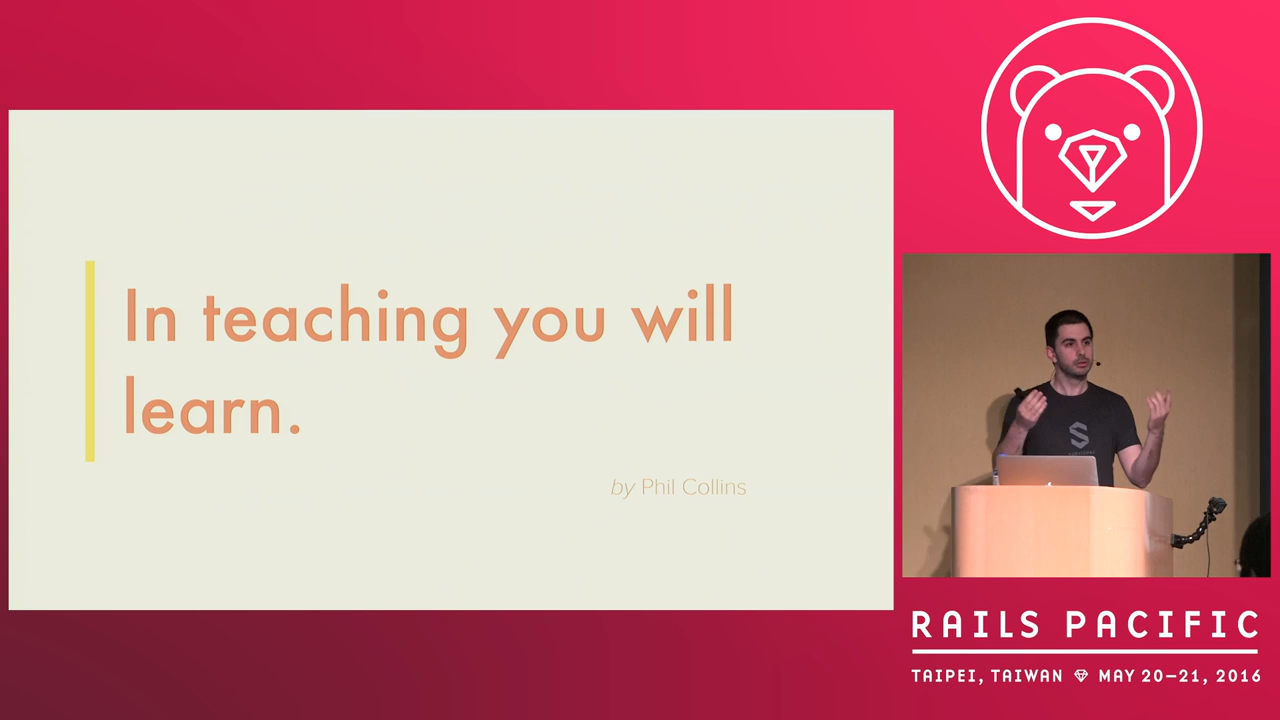 In teaching you will
learn.
by Phil Collins
S
RAILS PACIFIC
TAIPEI, TAIWAN MAY 20–21, 2016